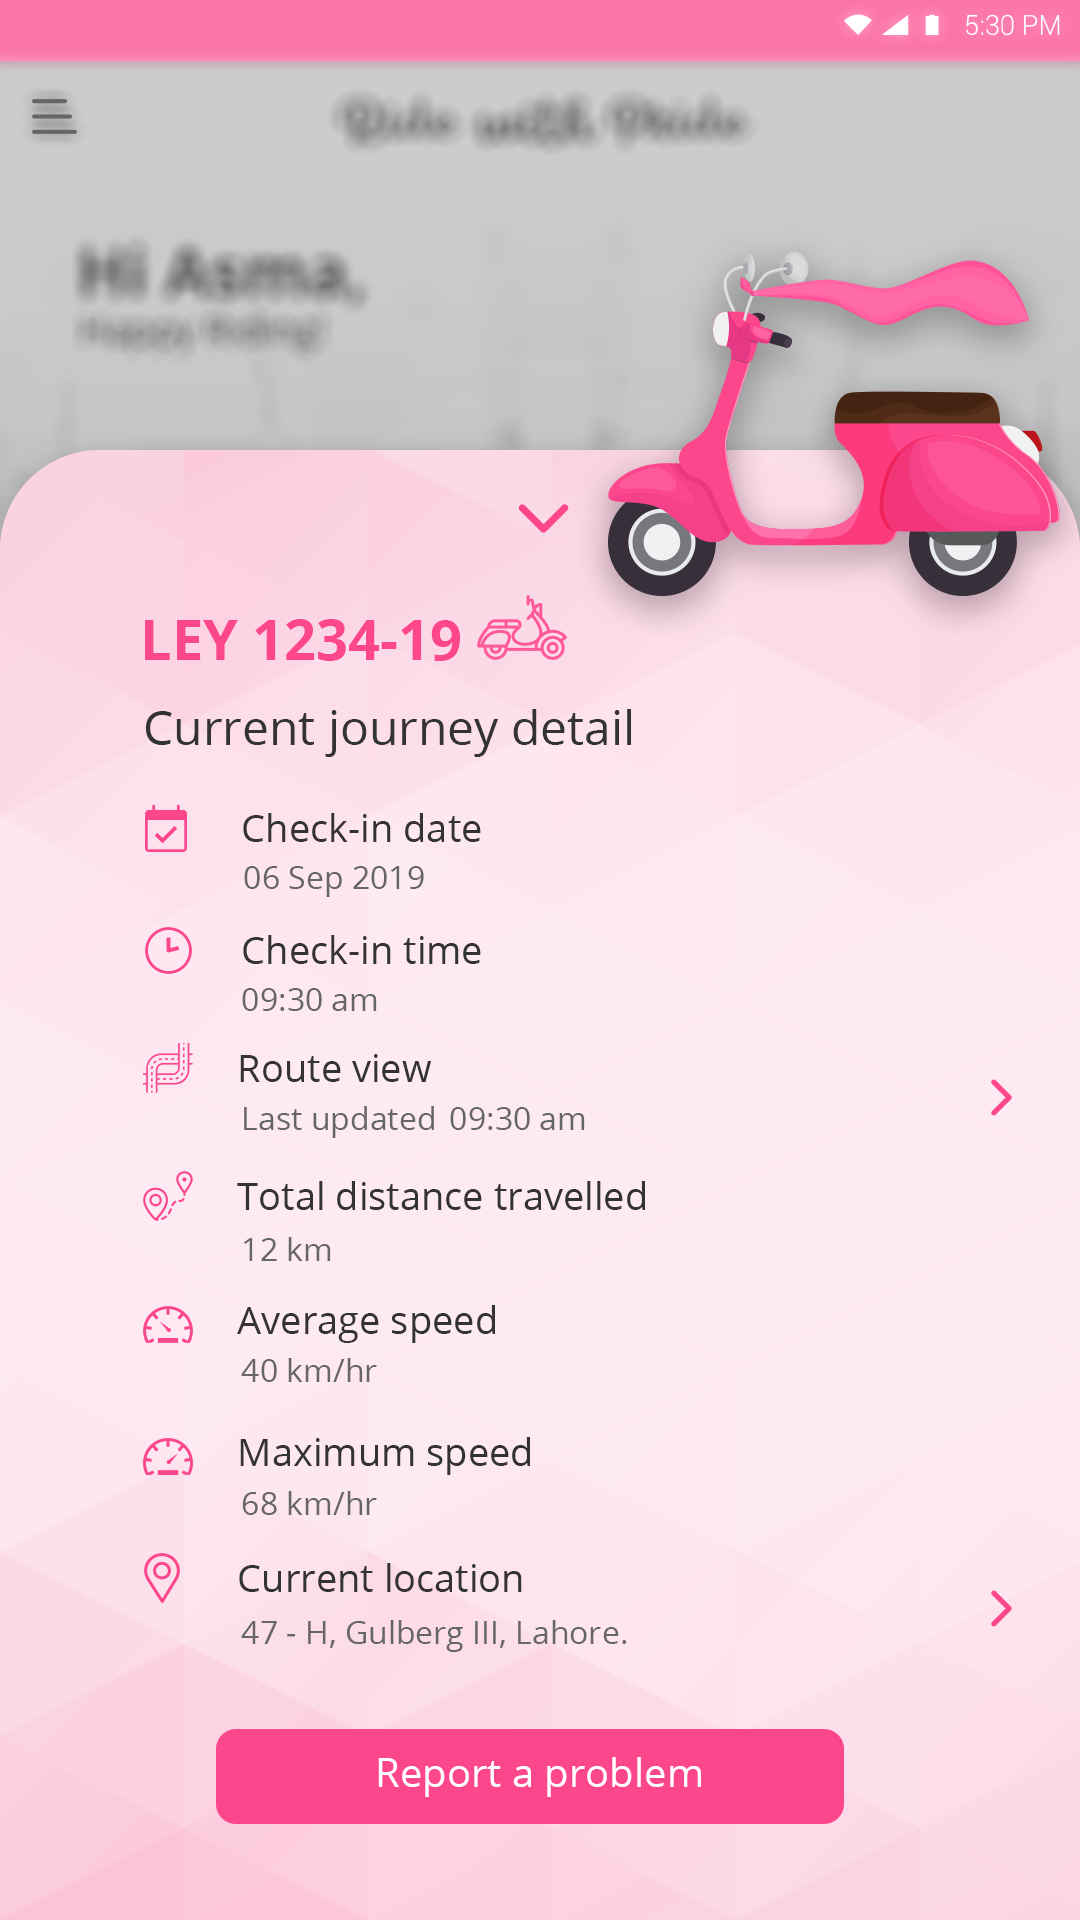 5:30 PM
Ride with Pride
Hi Asma,
Happy Riding!
LEY 1234-19
Current journey detail
Check-in date
06 Sep 2019
Check-in time
09:30 am
Route view
Last updated 09:30 am
Total distance travelled
12 km
Average speed
40 km/hr
Maximum speed
68 km/hr
Current location
47 - H, Gulberg III, Lahore.
Report a problem